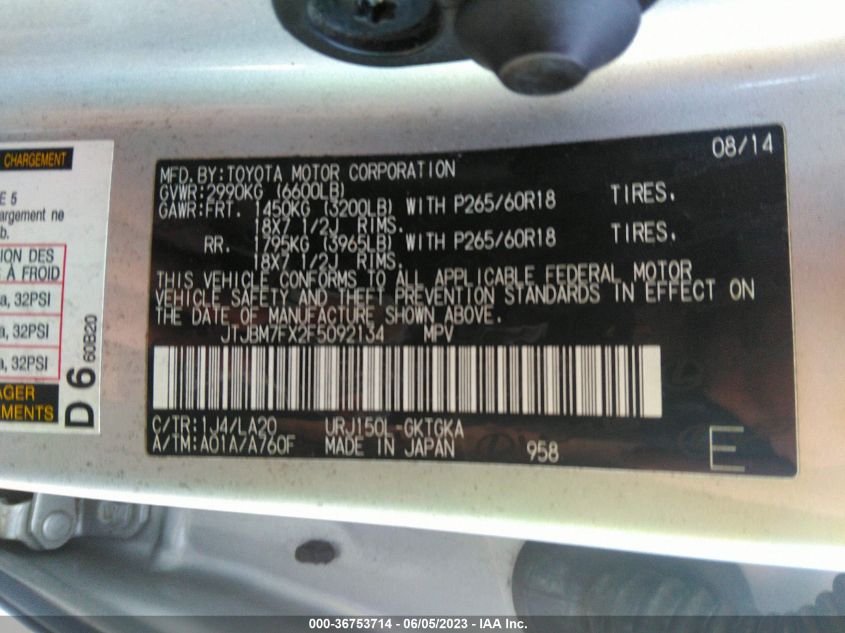 CHARGEMENT
E 5
argement ne
b.
ION DES
À FROID
a, 32PSI
a, 32PSI
a, 32PSI
AGER
MENTS
D 6 60B20
08/14
MFD. BY: TOYOTA MOTOR CORPORATION
GVWR: 2990KG (6600LB)
GAWR: FRT. 1450KG (3200LB) WITH P265/60R18 TIRES.
18X7 1/2J RIMS.
RR. 1795KG (3965LB) WITH P265/60R18 TIRES.
18X7 1/2J RIMS.
THIS VEHICLE CONFORMS TO ALL APPLICABLE FEDERAL MOTOR
VEHICLE SAFETY AND THEFT PREVENTION STANDARDS IN EFFECT ON
THE DATE OF MANUFACTURE SHOWN ABOVE.
JTJBM7FX2F5092134 MPV
C/TR: 1J4/LA20 URJ150L-GKTGKA
A/TM: A01A/A760F MADE IN JAPAN 958
E
000-36753714 - 06/05/2023 - IAA Inc.